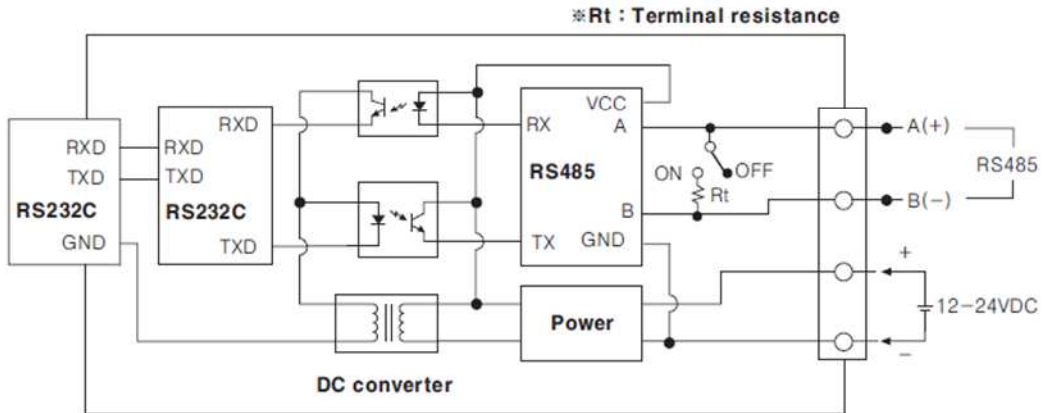 ※Rt : Terminal resistance
RXD
TXD
RS232C
GND
RXD
RXD
TXD
RS232C
TXD
VCC
A
RX
RS485
B
TX
GND
ON
OFF
Rt
A(+)
RS485
B(−)
+
12−24VDC
−
Power
DC converter